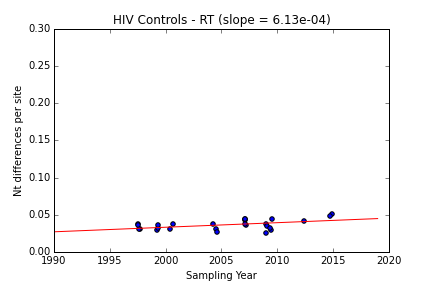 HIV Controls - RT (slope = 6.13e-04)
0.30
0.25
0.20
0.15
0.10
0.05
0.00
Nt differences per site
1990 1995 2000 2005 2010 2015 2020
Sampling Year